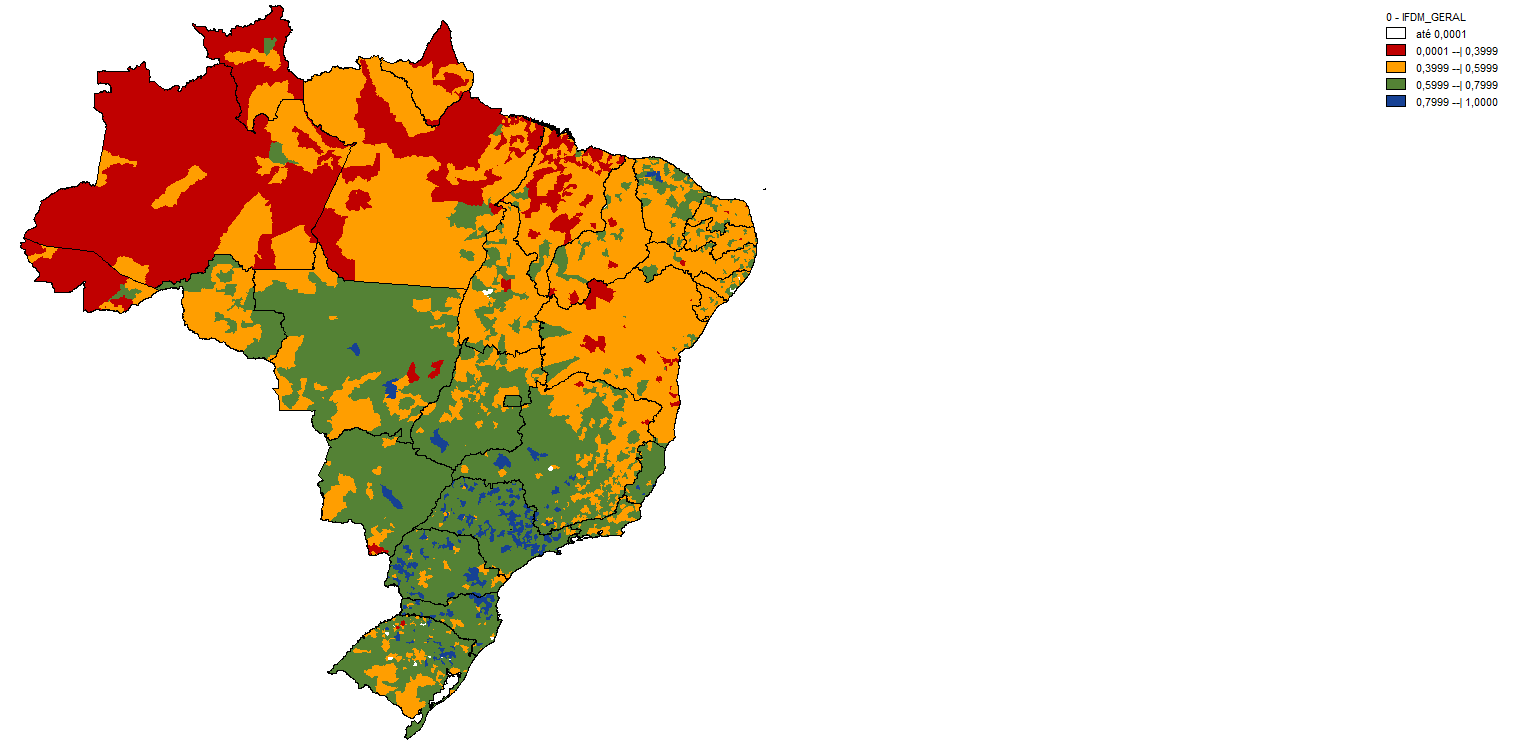 0 - IFDM_GERAL
até 0,0001
0,0001 --| 0,3999
0,3999 --| 0,5999
0,5999 --| 0,7999
0,7999 --| 1,0000